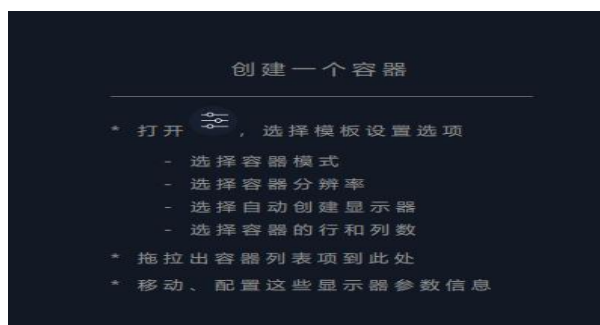 创建一个容器
* 打开 , 选择模板设置选项
- 选择容器模式
- 选择容器分辨率
- 选择自动创建显示器
- 选择容器的行和列数
* 拖拉出容器列表项到此处
* 移动、配置这些显示器参数信息